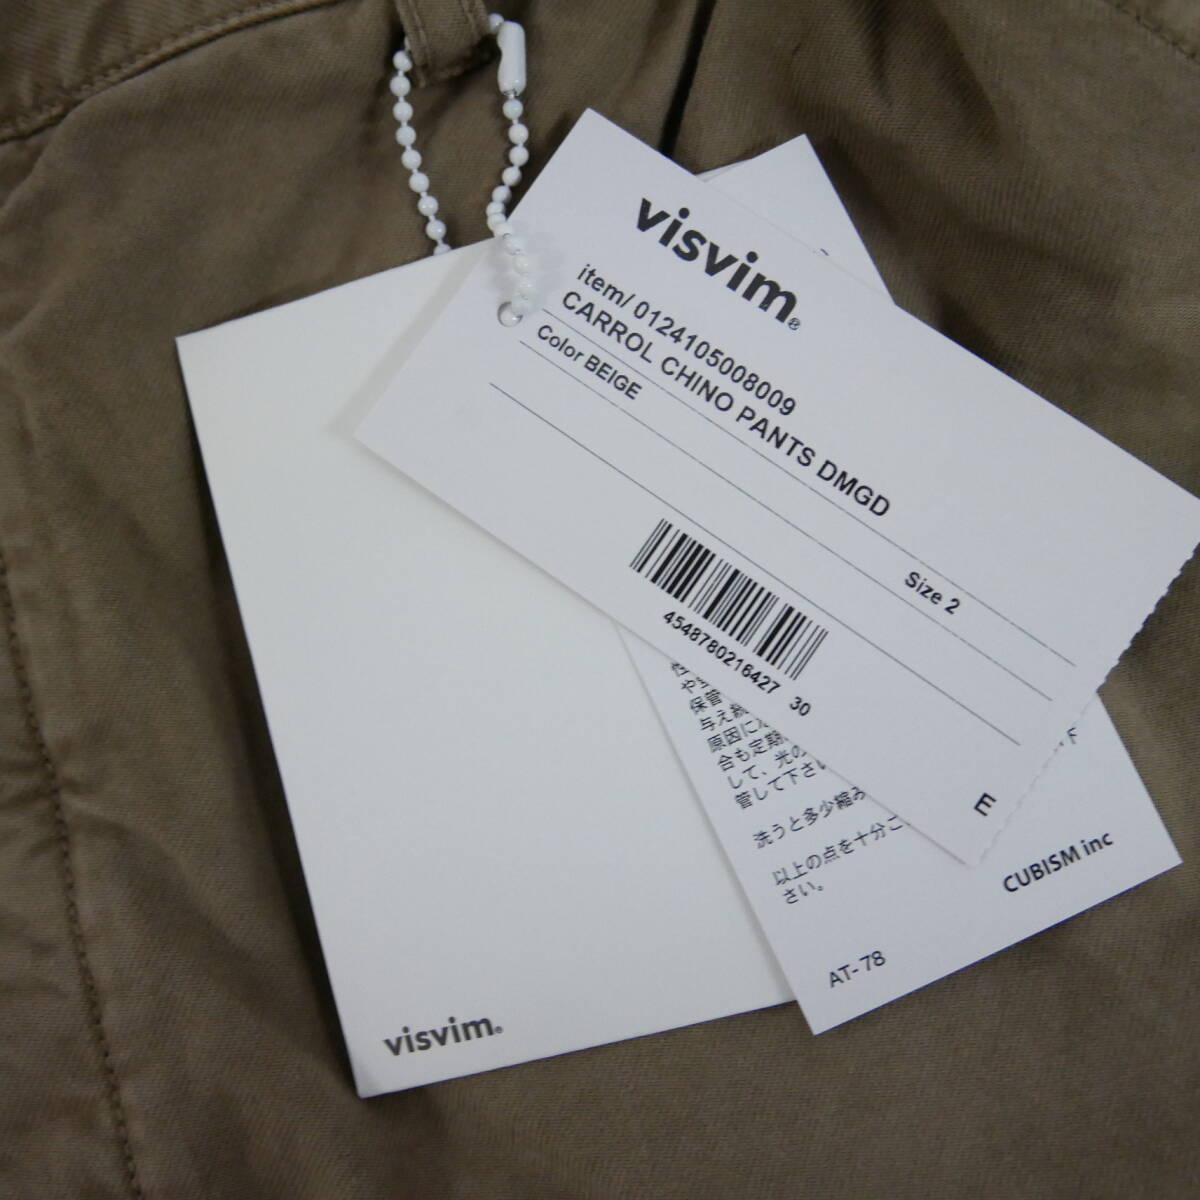 visvim®
item/ 0124105008009
CARROL CHINO PANTS DMGD
Color BEIGE
Size 2
4548780216427 30
E
保管
与え続
原因に
合も定期
して、光の
管して下さい
洗うと多少縮み
以上の点を十分ご
さい。
CUBISM inc
AT-78
visvim®